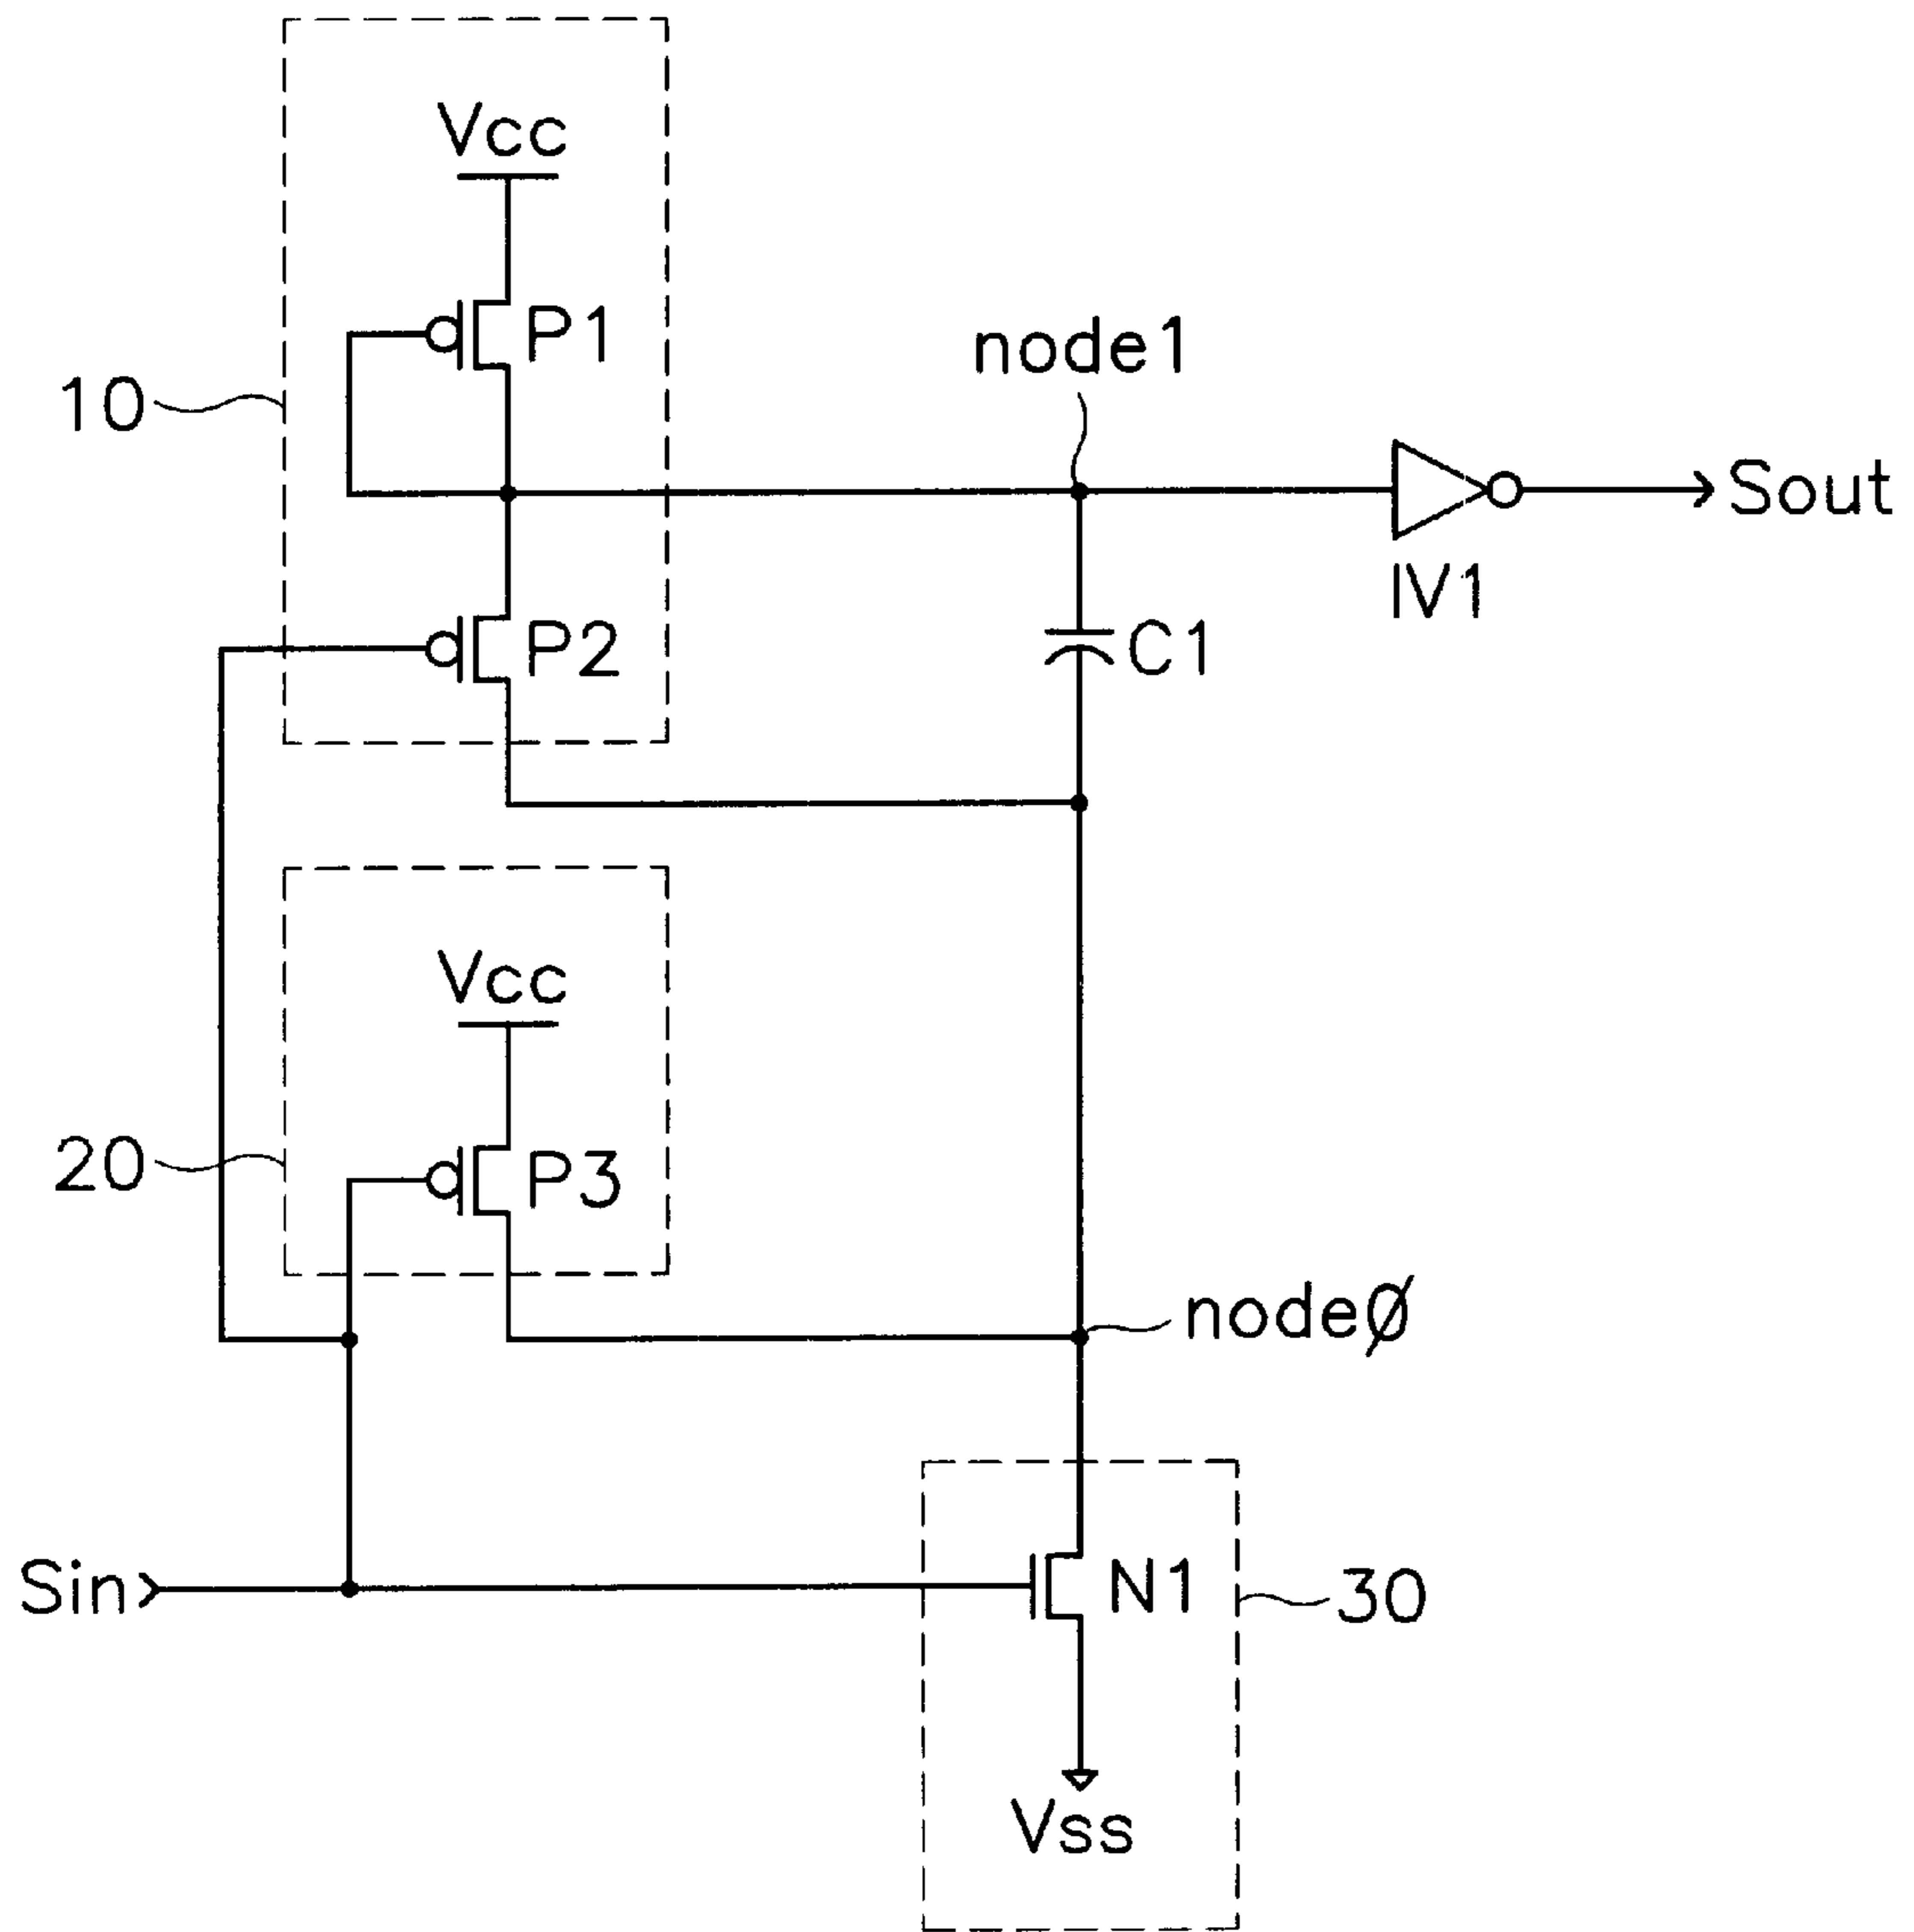 Vcc
P1
node1
10
Sout
IV1
P2
C1
Vcc
20
P3
nodeØ
Sin
N1
30
Vss